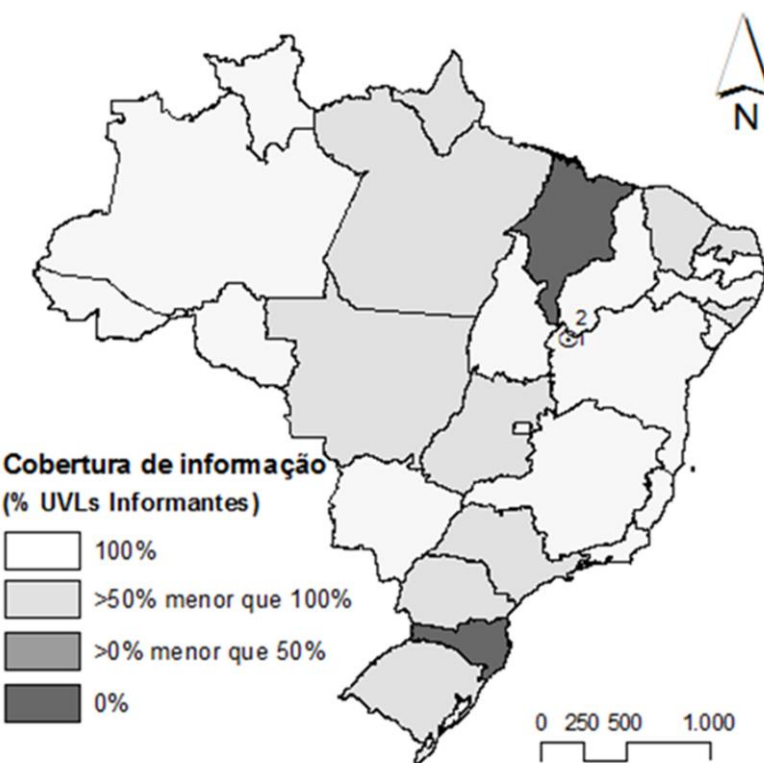 N
2
1
Cobertura de informação
(% UVLs Informantes)
100%
>50% menor que 100%
>0% menor que 50%
0%
0 250 500 1.000